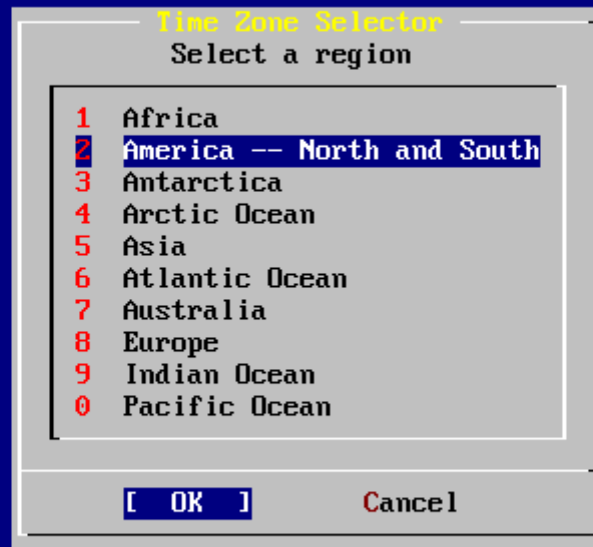 Time Zone Selector
Select a region
1 Africa
2 America -- North and South
3 Antarctica
4 Arctic Ocean
5 Asia
6 Atlantic Ocean
7 Australia
8 Europe
9 Indian Ocean
0 Pacific Ocean
[ OK ] Cancel